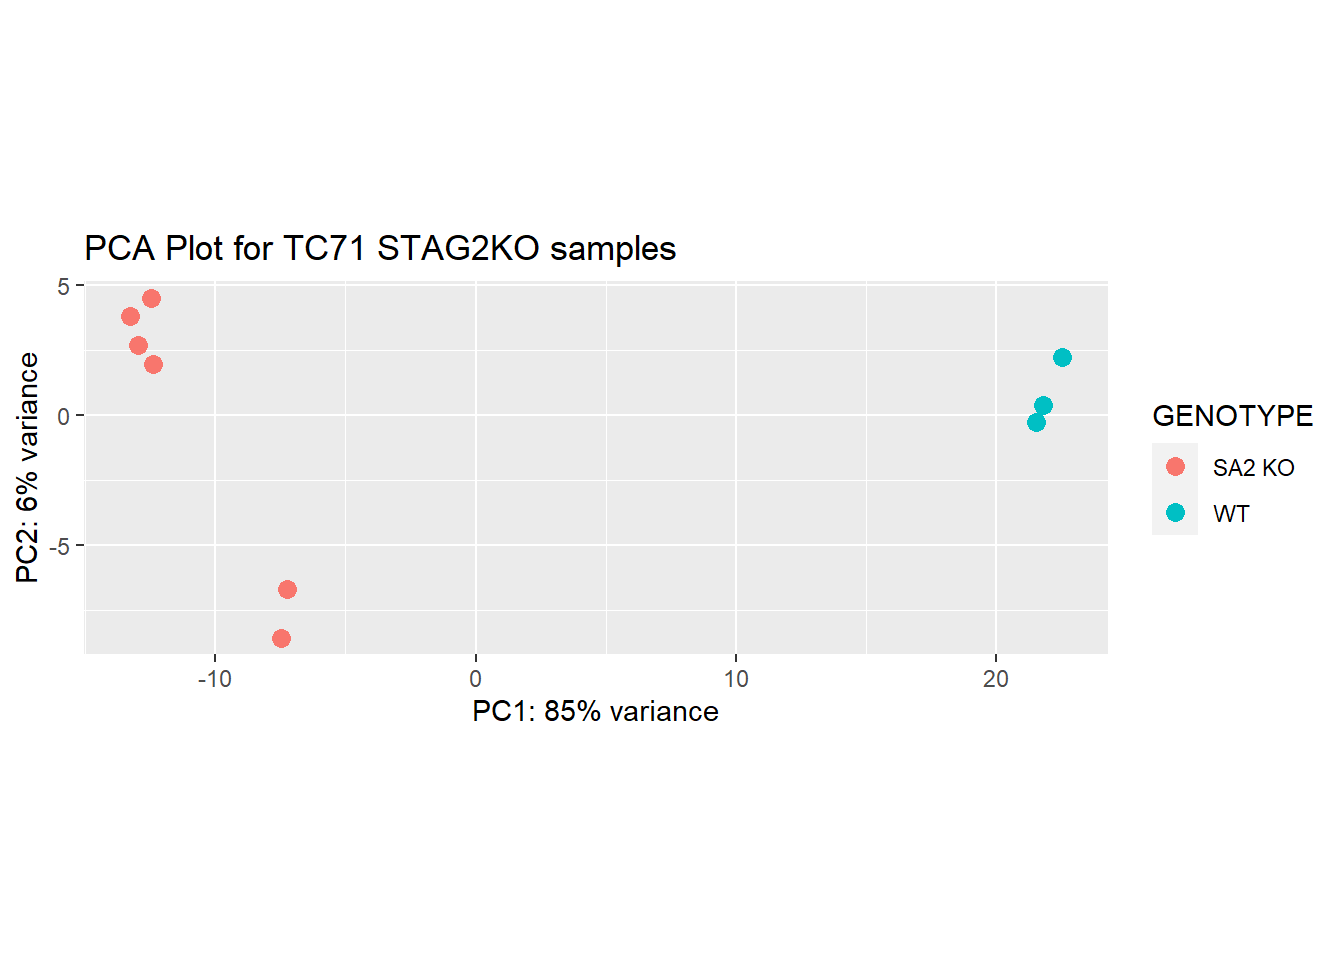 PCA Plot for TC71 STAG2KO samples
5
0
-5
PC2: 6% variance
-10
0
10
20
PC1: 85% variance
GENOTYPE
SA2 KO
WT